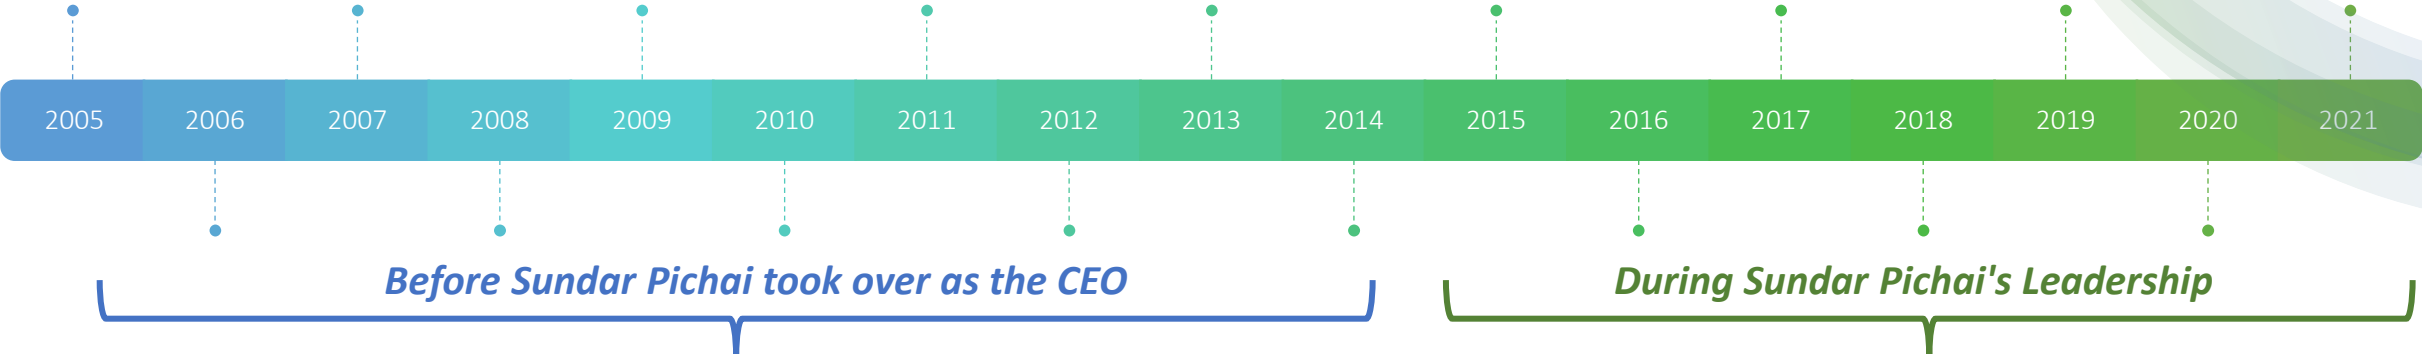 2005 2006 2007 2008 2009 2010 2011 2012 2013 2014 2015 2016 2017 2018 2019 2020 2021
Before Sundar Pichai took over as the CEO
During Sundar Pichai's Leadership